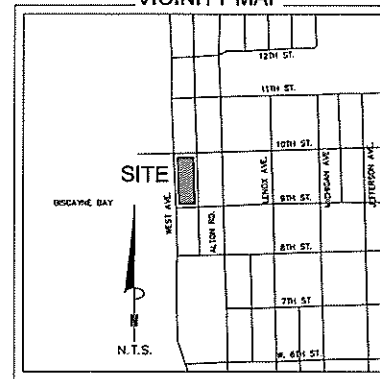 VICINITY MAP
12TH ST.
11TH ST.
10TH ST.
SITE
LENOX AVE.
MICHIGAN AVE
JEFFERSON AVE.
BISCAYNE BAY
WEST AVE.
9TH ST.
ALTON RD.
8TH ST.
7TH ST.
N.T.S.
W. 6TH ST.